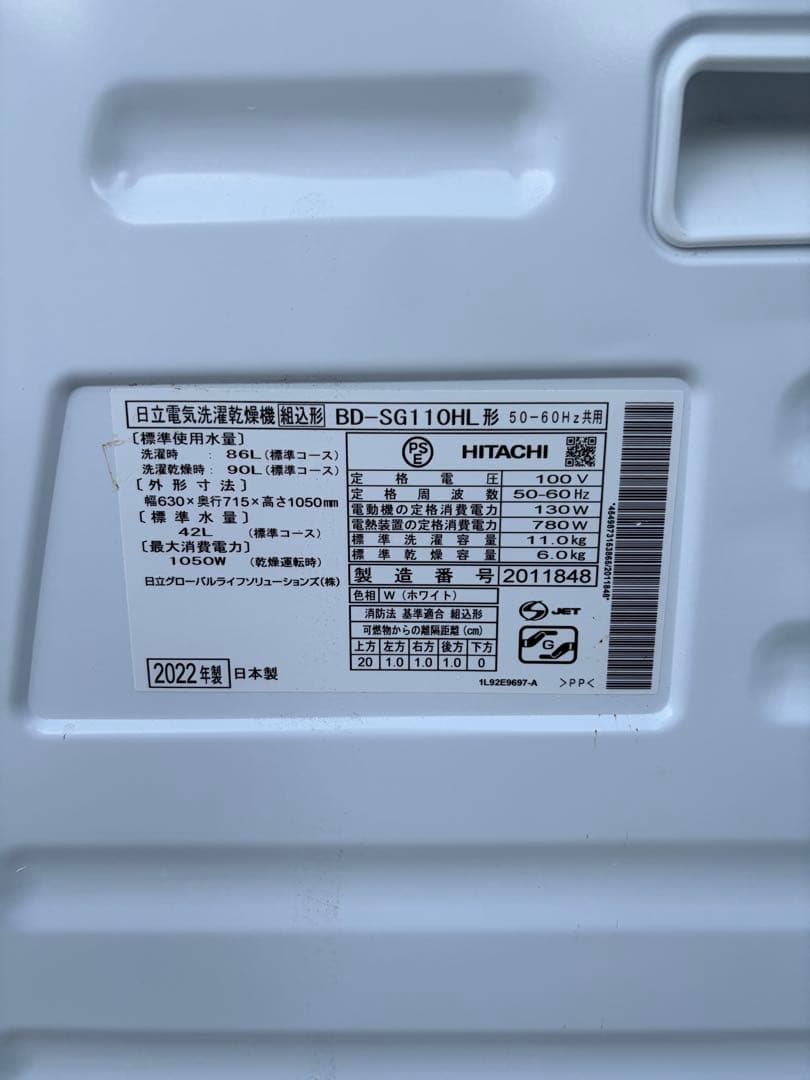 日立電気洗濯乾燥機 組込形 BD-SG110HL形 50-60Hz共用
〔標準使用水量〕
洗濯時 : 86L(標準コース)
洗濯乾燥時: 90L(標準コース)
〔外形寸法〕
幅630×奥行715×高さ1050mm
〔標準水量〕
42L (標準コース)
〔最大消費電力〕
1050W (乾燥運転時)
日立グローバルライフソリューションズ(株)
2022年製 日本製
PSE HITACHI
定格電圧 100V
定格周波数 50-60Hz
電動機の定格消費電力 130W
電熱装置の定格消費電力 780W
標準洗濯容量 11.0kg
標準乾燥容量 6.0kg
製造番号 2011848
色相 W(ホワイト)
消防法 基準適合 組込形
可燃物からの離隔距離(cm)
上方 左方 右方 後方 下方
20 1.0 1.0 1.0 0
S JET
G
1L92E9697-A >PP<